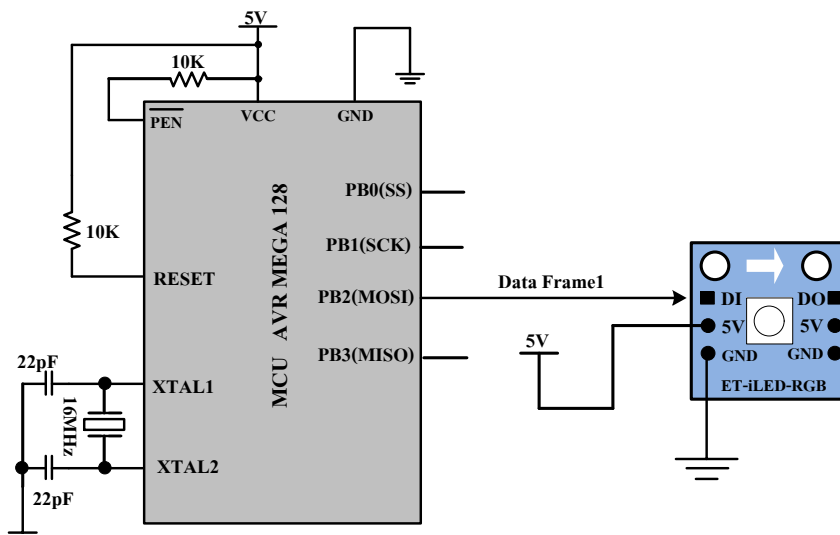 5V
10K
PEN
VCC
GND
10K
RESET
MCU AVR MEGA 128
PB0(SS)
PB1(SCK)
PB2(MOSI)
PB3(MISO)
Data Frame1
22pF
XTAL1
16MHz
XTAL2
22pF
5V
DI
DO
5V
5V
GND
GND
ET-iLED-RGB